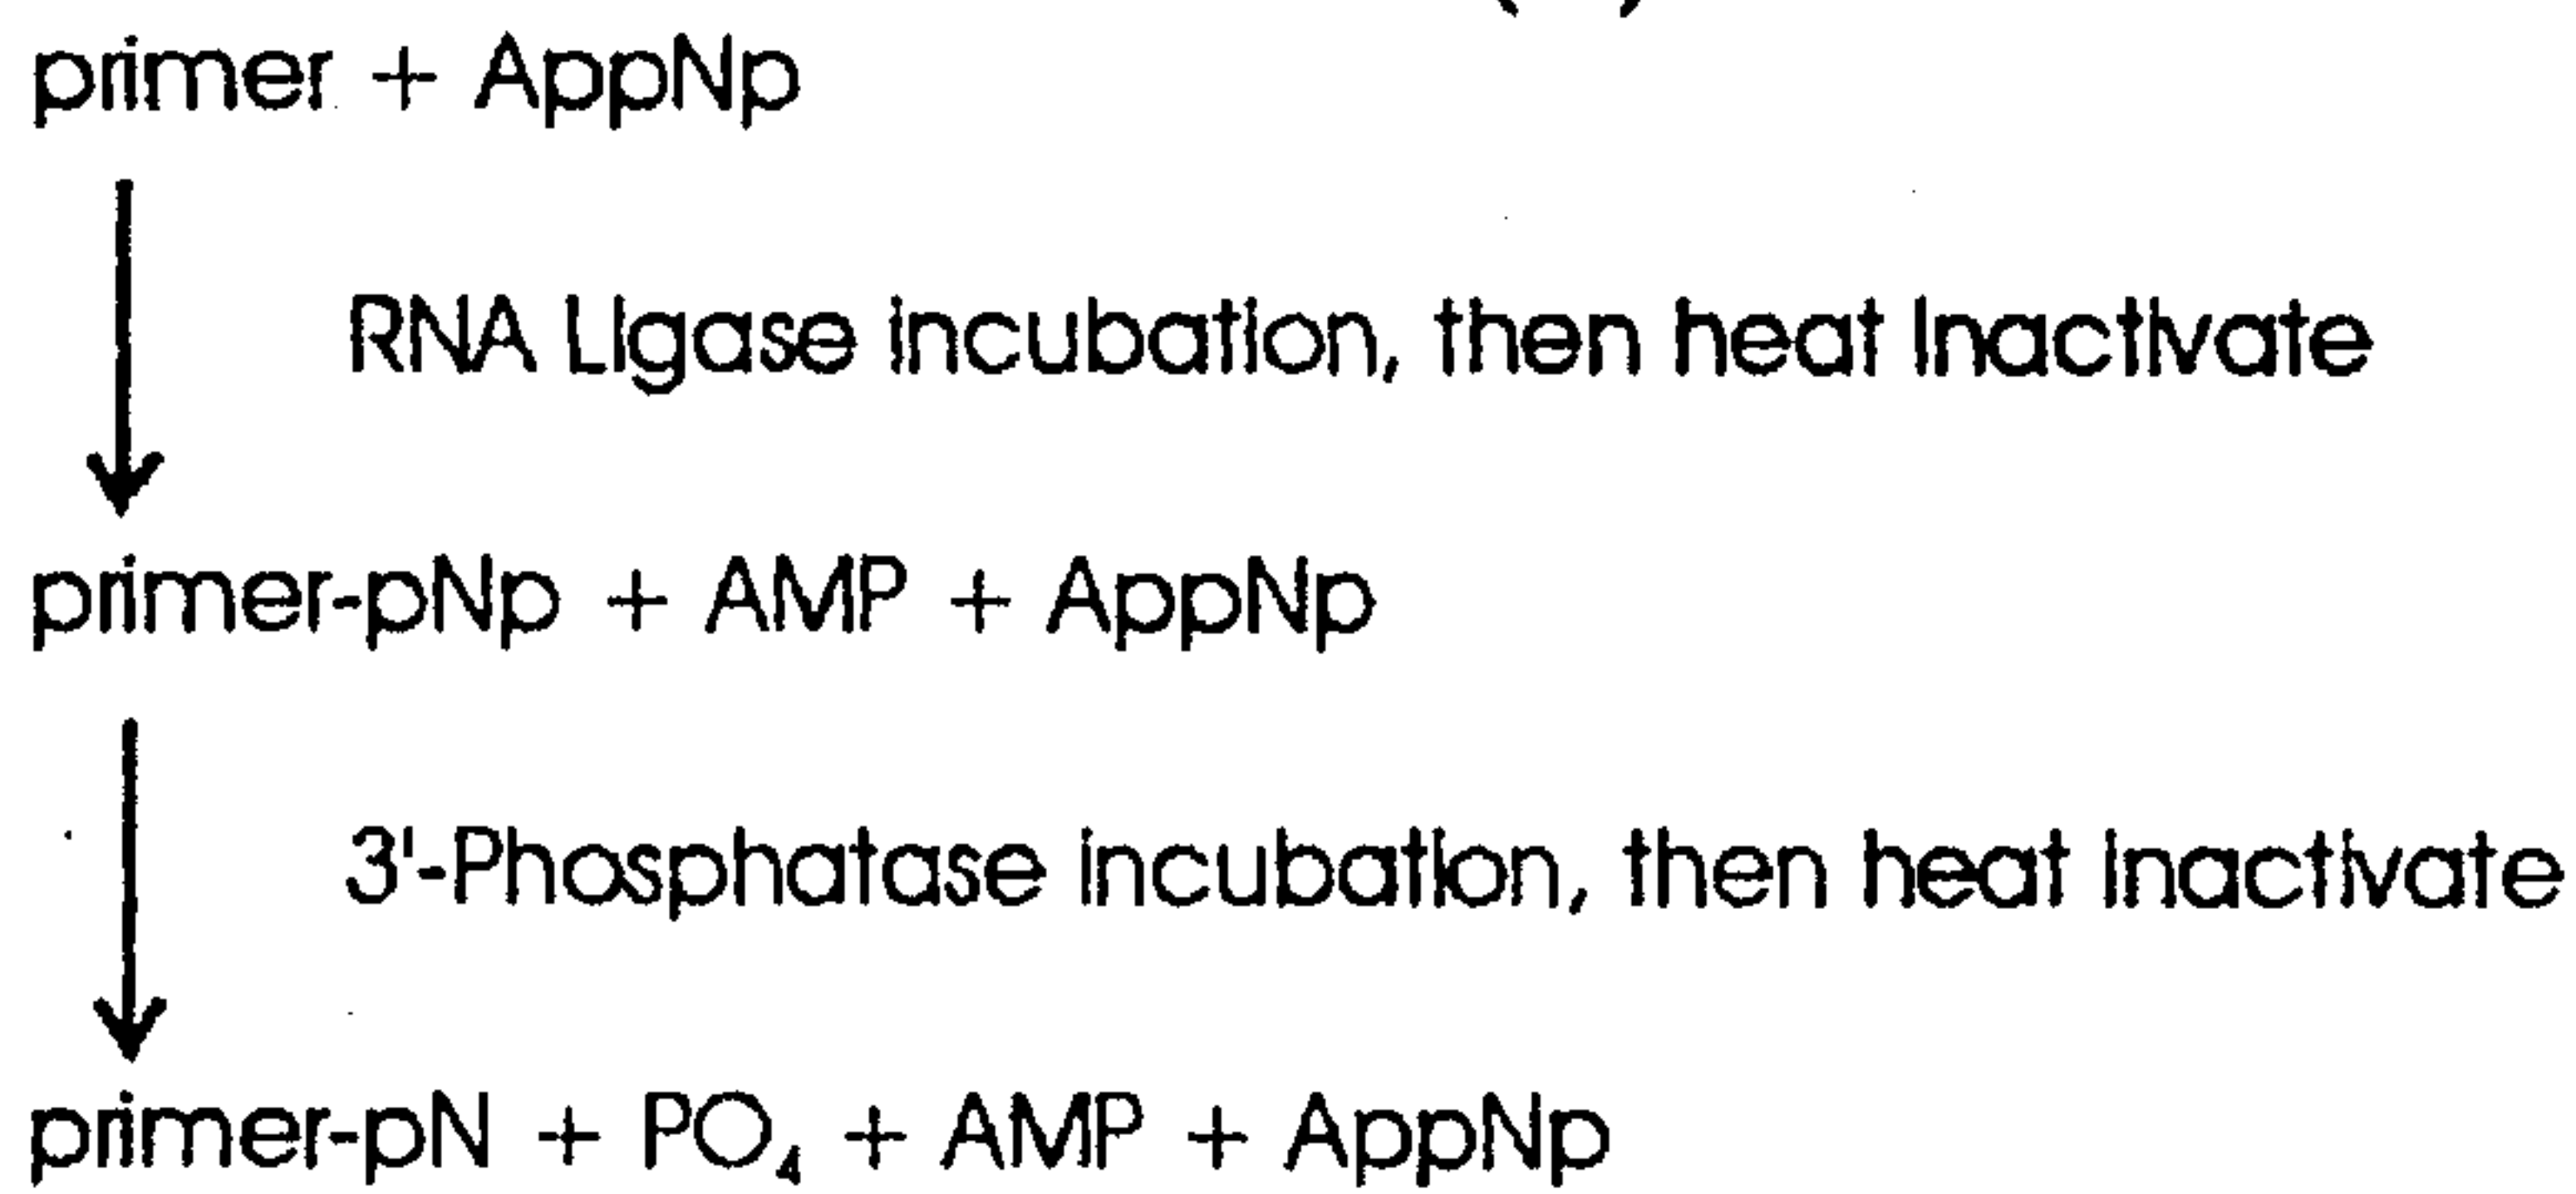 primer + AppNp
RNA Ligase incubation, then heat inactivate
primer-pNp + AMP + AppNp
3'-Phosphatase incubation, then heat inactivate
primer-pN + PO₄ + AMP + AppNp